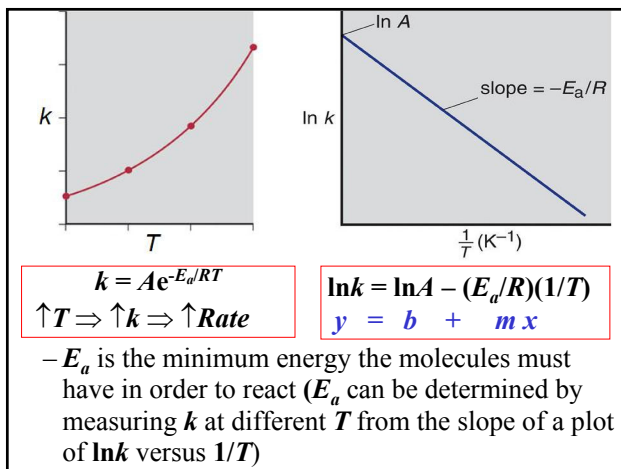 k
T
ln A
slope = −Eₐ/R
ln k
1/T (K⁻¹)
k = Ae^(-Eₐ/RT)
↑T ⇒ ↑k ⇒ ↑Rate
lnk = lnA – (Eₐ/R)(1/T)
y = b + m x
– Eₐ is the minimum energy the molecules must
have in order to react (Eₐ can be determined by
measuring k at different T from the slope of a plot
of lnk versus 1/T)